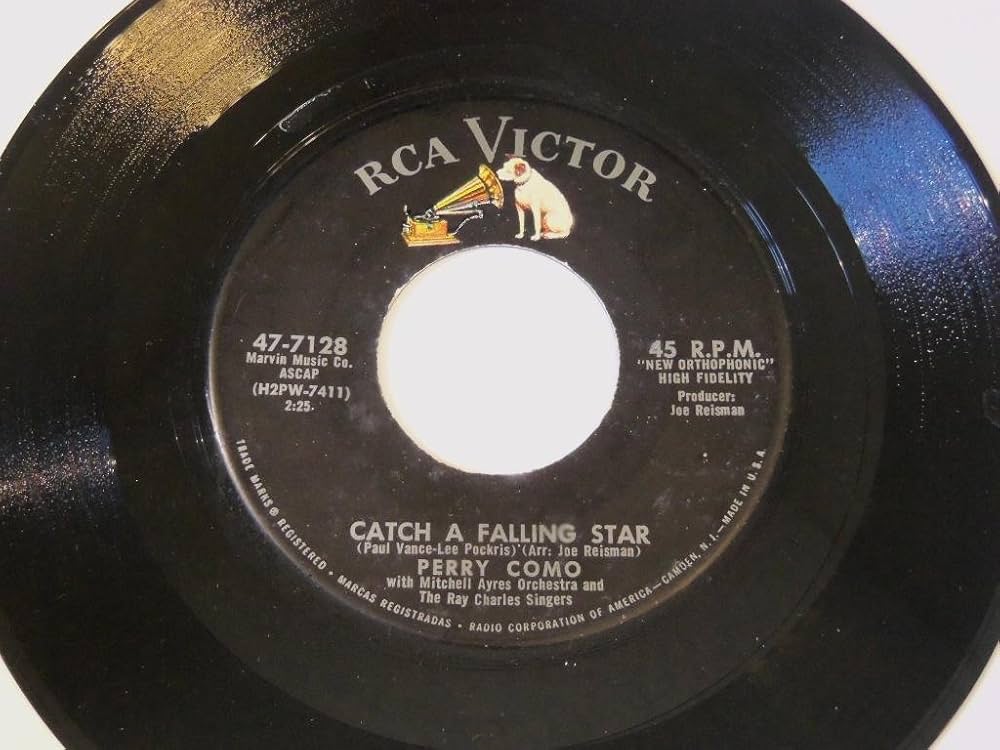 RCA VICTOR
47-7128
Marvin Music Co.
ASCAP
(H2PW-7411)
2:25
45 R.P.M.
"NEW ORTHOPHONIC"
HIGH FIDELITY
Producer:
Joe Reisman
CATCH A FALLING STAR
(Paul Vance-Lee Pockris) (Arr: Joe Reisman)
PERRY COMO
with Mitchell Ayres Orchestra and
The Ray Charles Singers
TRADE MARKS ® REGISTERED • MARCAS REGISTRADAS • RADIO CORPORATION OF AMERICA—CAMDEN, N. J.—MADE IN U.S.A.